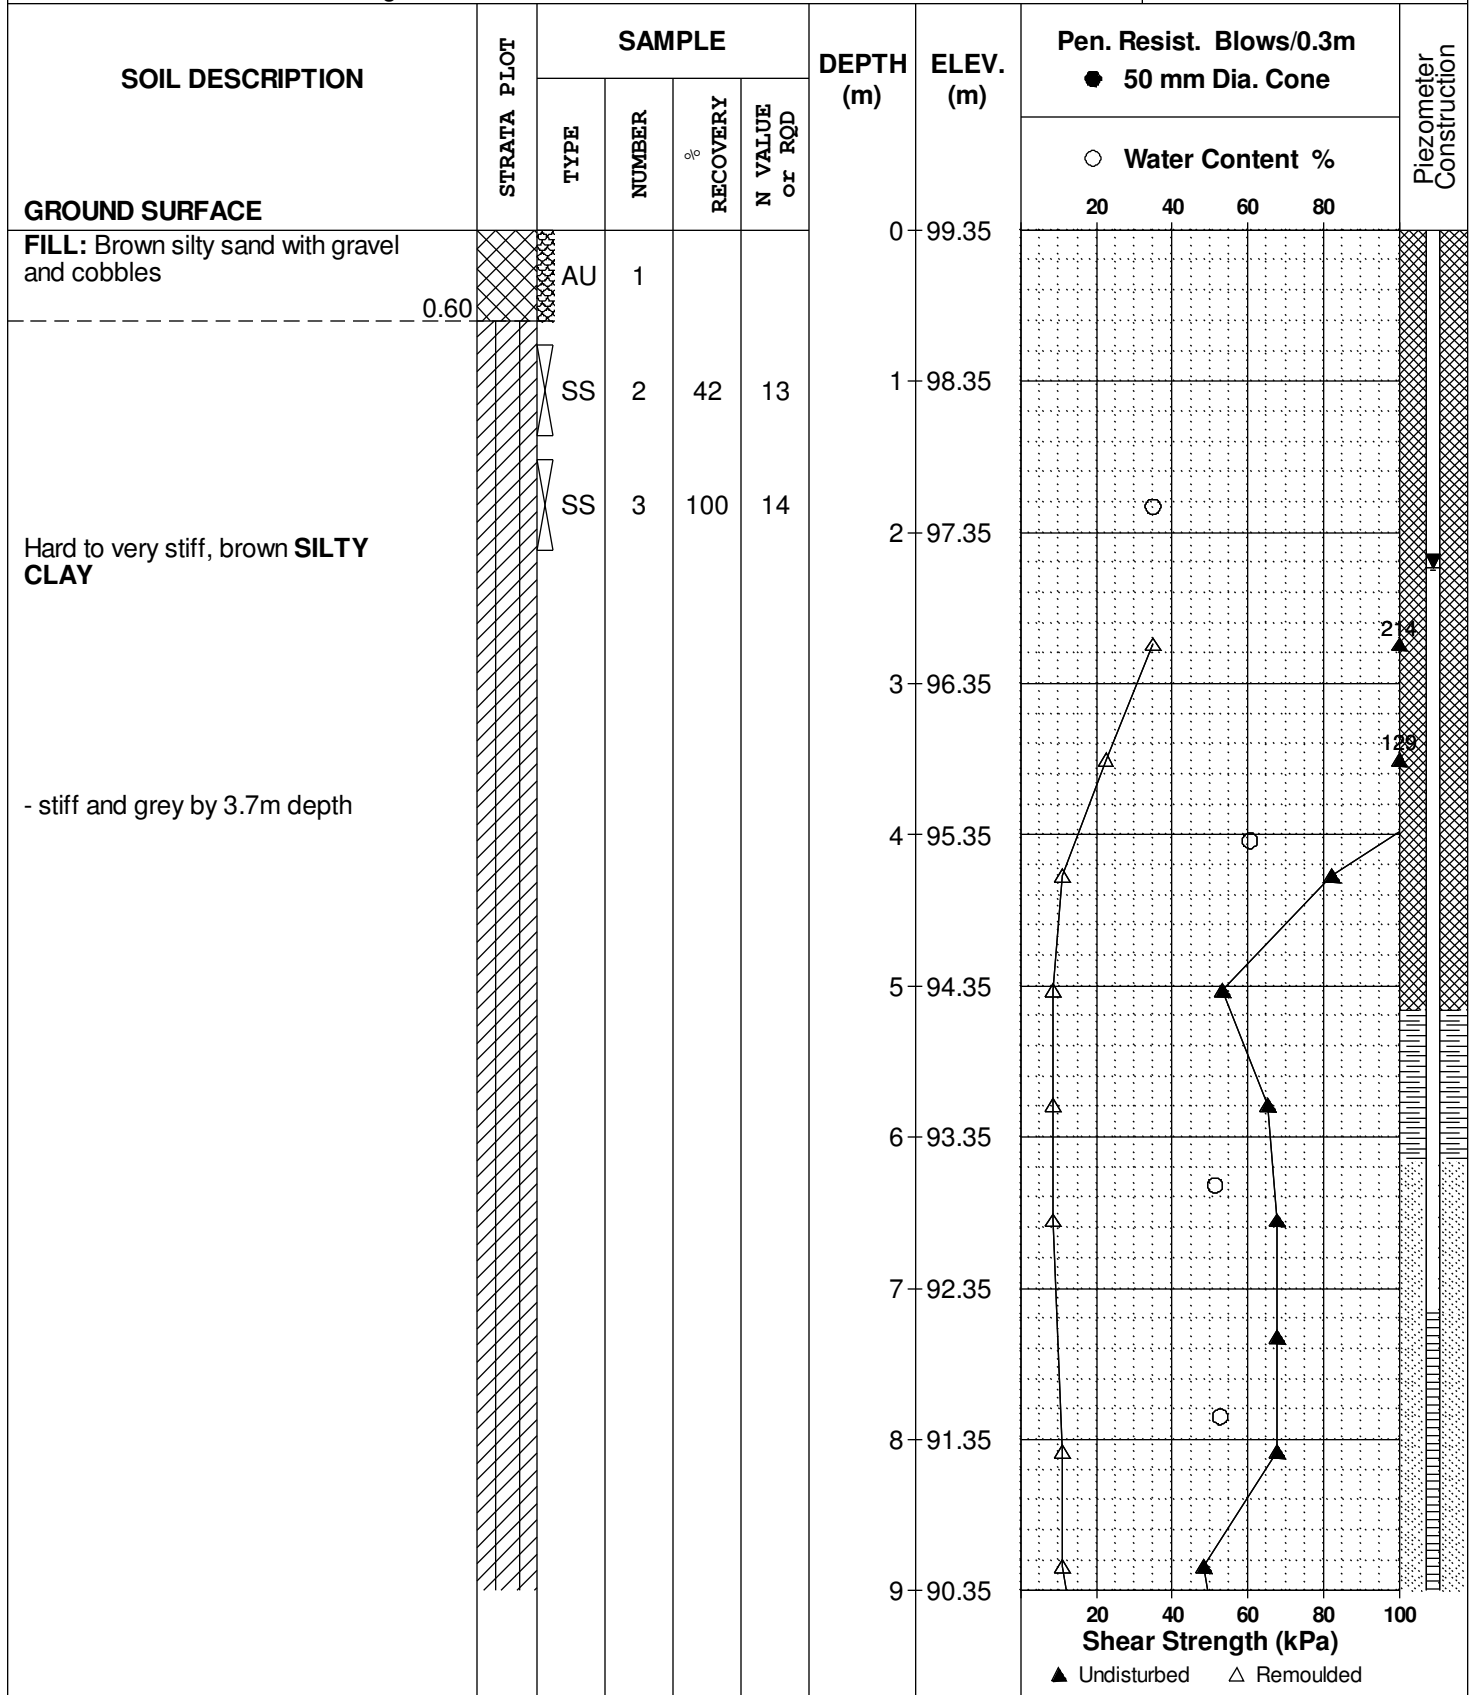 SOIL DESCRIPTION
GROUND SURFACE
STRATA PLOT
SAMPLE
TYPE
NUMBER
%
RECOVERY
N VALUE
or RQD
DEPTH
(m)
ELEV.
(m)
Pen. Resist. Blows/0.3m
● 50 mm Dia. Cone
○ Water Content %
20 40 60 80
Piezometer
Construction
FILL: Brown silty sand with gravel
and cobbles
0.60
AU 1
SS 2 42 13
SS 3 100 14
Hard to very stiff, brown SILTY
CLAY
- stiff and grey by 3.7m depth
0 99.35
1 98.35
2 97.35
3 96.35
4 95.35
5 94.35
6 93.35
7 92.35
8 91.35
9 90.35
214
129
20 40 60 80 100
Shear Strength (kPa)
▲ Undisturbed △ Remoulded